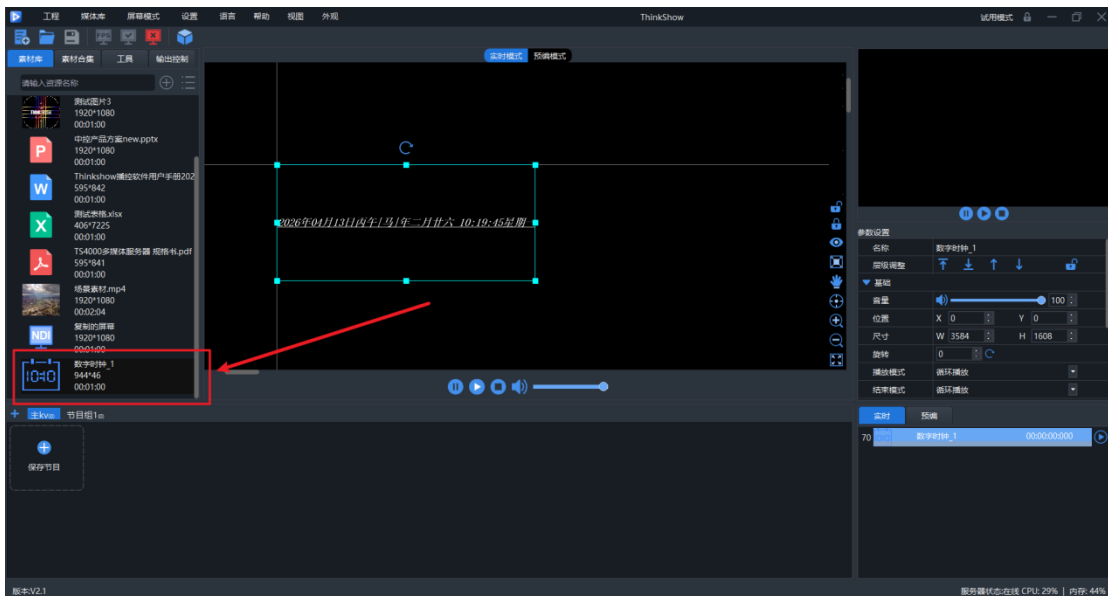 工程 媒体库 屏幕模式 设置 语言 帮助 视图 外观 ThinkShow 试用模式
素材库 素材合集 工具 输出控制
实时模式 预编模式
请输入资源名称
测试图片3
1920*1080
00:01:00
中控产品方案new.pptx
1920*1080
00:01:00
Thinkshow播控软件用户手册202
595*842
00:01:00
测试表格.xlsx
406*7225
00:01:00
TS4000多媒体服务器 规格书.pdf
595*841
00:01:00
场景素材.mp4
1920*1080
00:02:04
NDI
复制的屏幕
1920*1080
00:01:00
10:10
数字时钟_1
944*46
00:01:00
2026年04月13日丙午[马]年二月廿六 10:19:45星期一
参数设置
名称 数字时钟_1
层级调整
基础
音量 100
位置 X 0 Y 0
尺寸 W 3584 H 1608
旋转 0
播放模式 循环播放
结束模式 循环播放
主kv 节目组1
保存节目
实时 预编
70 数字时钟_1 00:00:00:000
版本:V2.1
服务器状态:在线 CPU: 29% | 内存: 44%